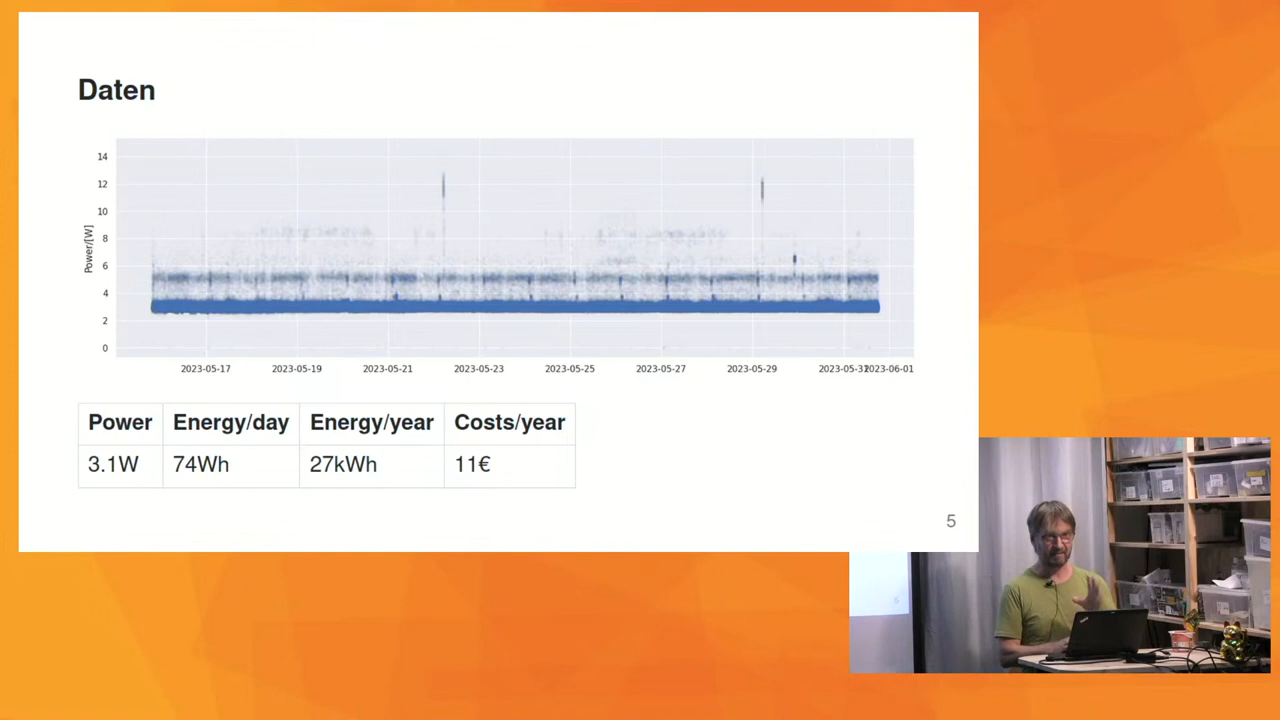 Daten
14
12
10
8
6
4
2
0
Power/[W]
2023-05-17 2023-05-19 2023-05-21 2023-05-23 2023-05-25 2023-05-27 2023-05-29 2023-05-31 2023-06-01
Power Energy/day Energy/year Costs/year
3.1W 74Wh 27kWh 11€
5